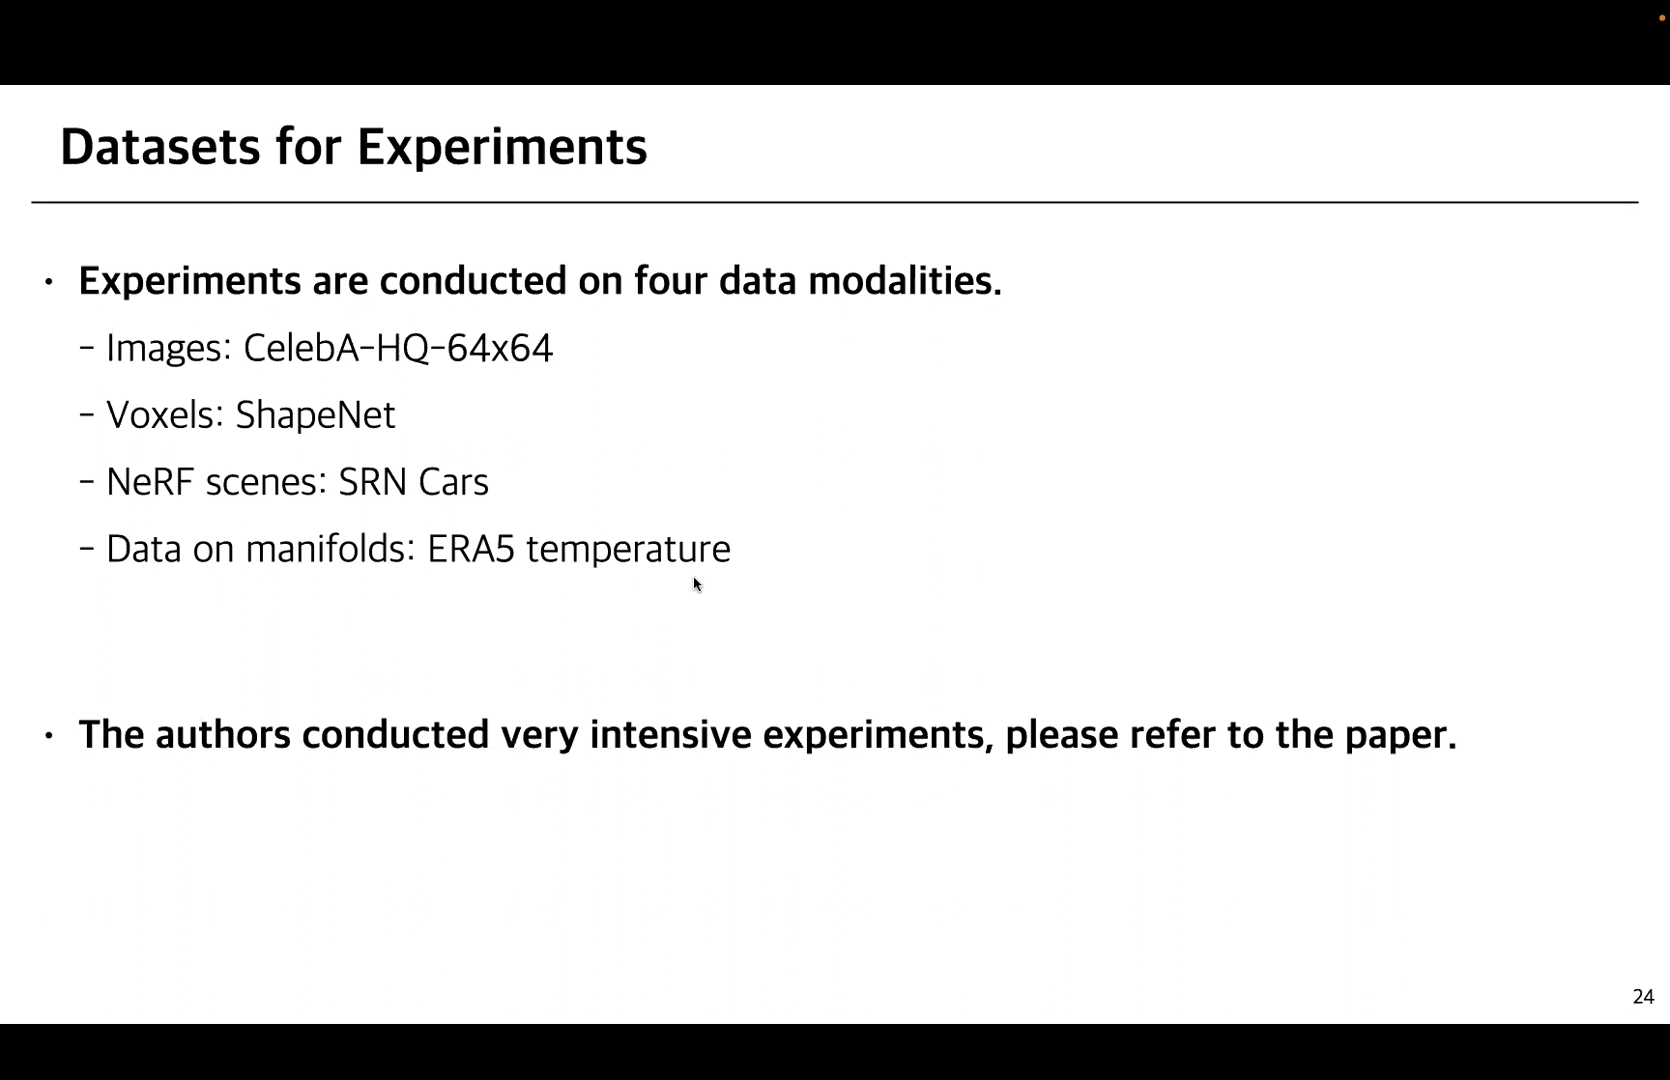 Datasets for Experiments
• Experiments are conducted on four data modalities.
– Images: CelebA-HQ-64x64
– Voxels: ShapeNet
– NeRF scenes: SRN Cars
– Data on manifolds: ERA5 temperature
• The authors conducted very intensive experiments, please refer to the paper.
24